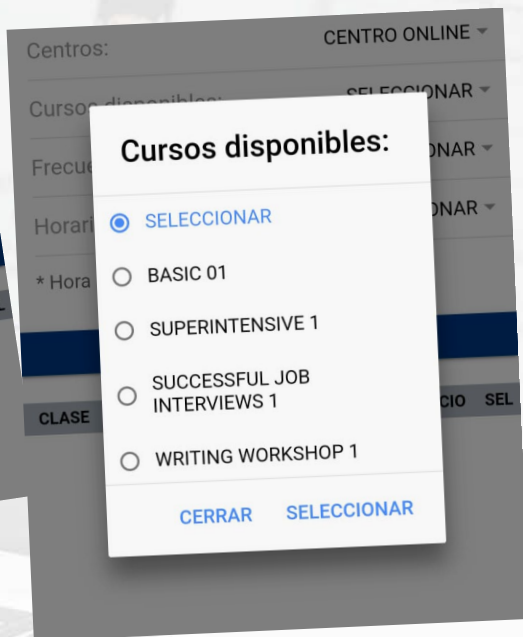 Centros:
CENTRO ONLINE
Cursos disponibles:
SELECCIONAR
Cursos disponibles:
SELECCIONAR
BASIC 01
SUPERINTENSIVE 1
SUCCESSFUL JOB
INTERVIEWS 1
WRITING WORKSHOP 1
CERRAR
SELECCIONAR
* Hora
CLASE
SEL